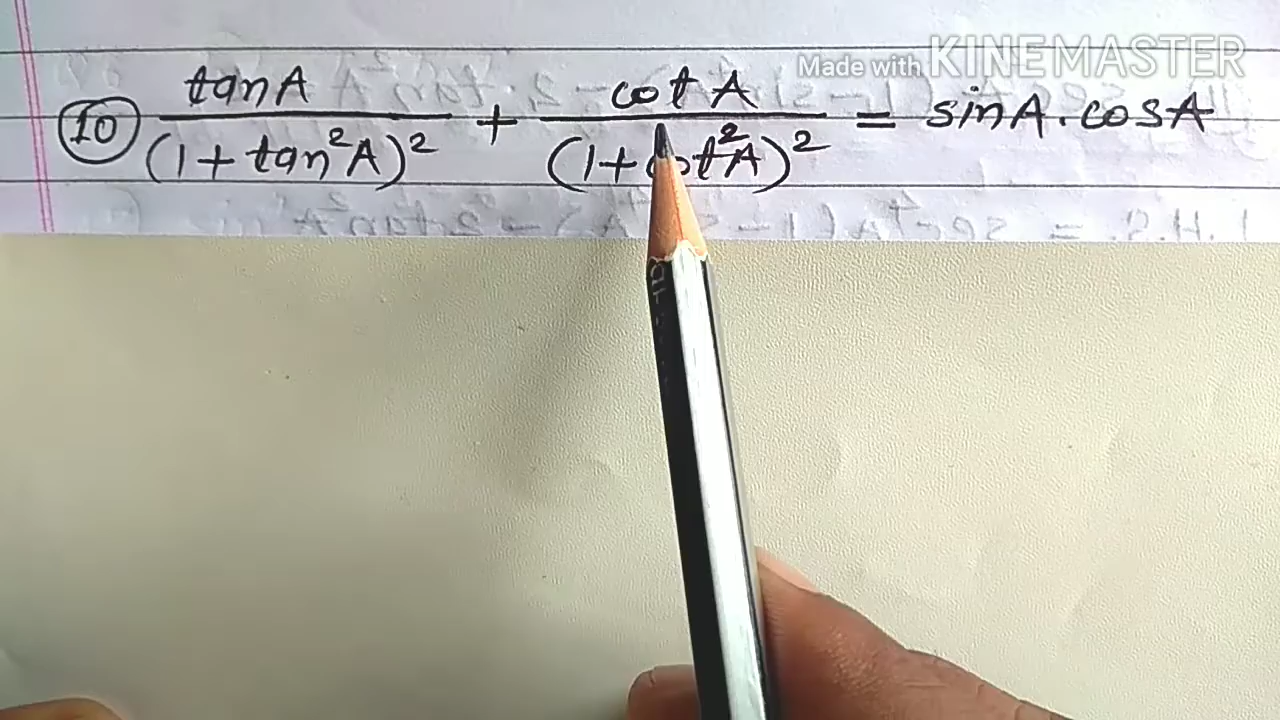 Made with KINEMASTER
10 tanA/(1+tan²A)² + cotA/(1+cot²A)² = sinA.cosA